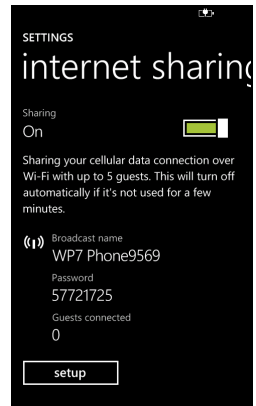 SETTINGS
internet sharing
Sharing
On
Sharing your cellular data connection over
Wi-Fi with up to 5 guests. This will turn off
automatically if it's not used for a few
minutes.
Broadcast name
WP7 Phone9569
Password
57721725
Guests connected
0
setup